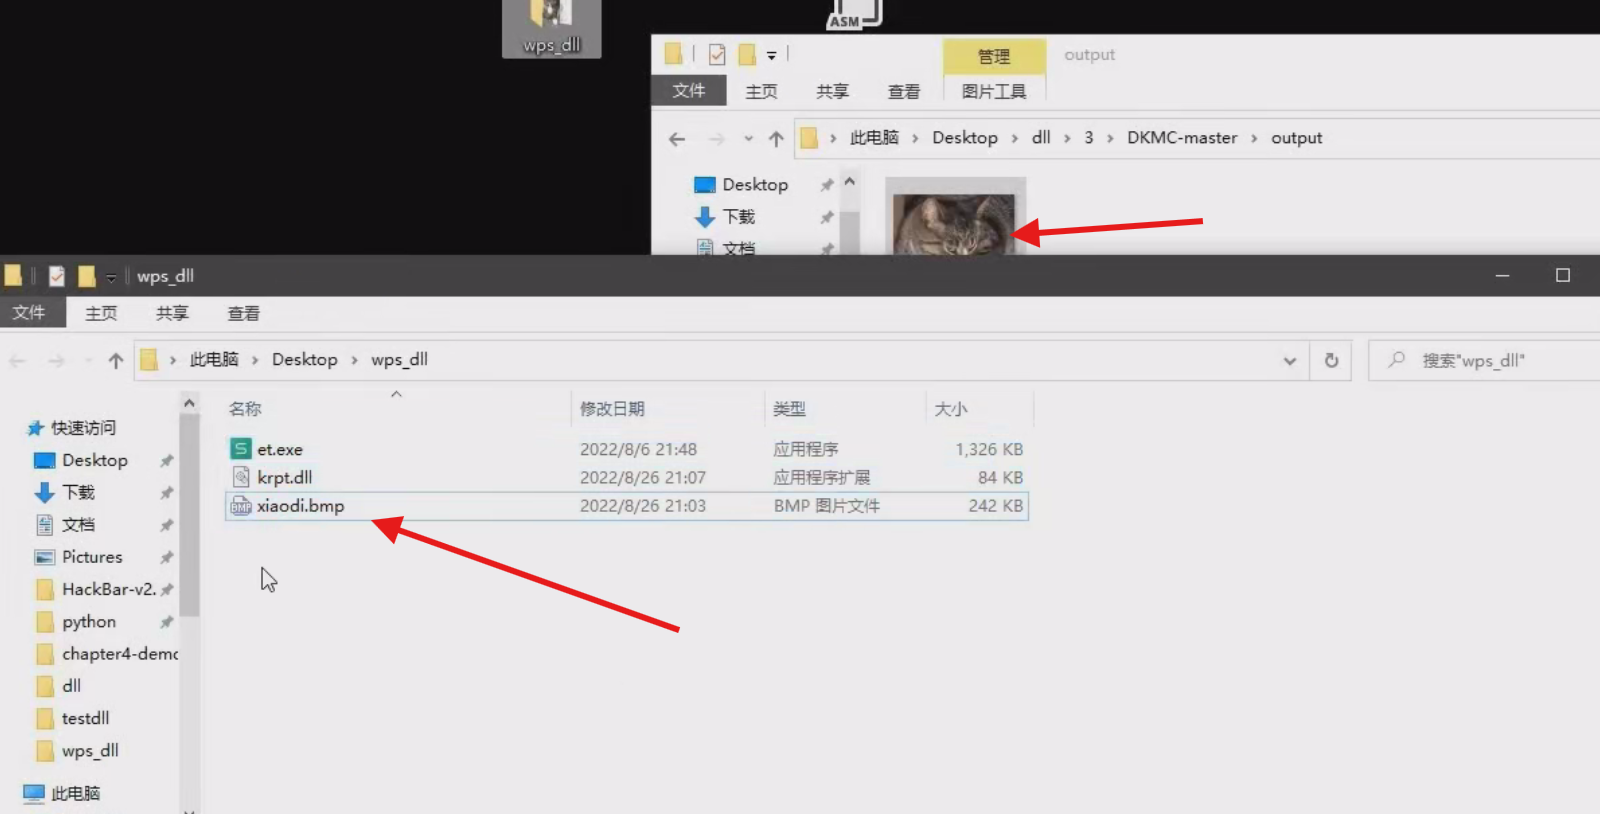 wps_dll
ASM
管理
output
文件 主页 共享 查看 图片工具
此电脑 Desktop dll 3 DKMC-master output
Desktop
下载
文档
wps_dll
文件 主页 共享 查看
此电脑 Desktop wps_dll
搜索"wps_dll"
名称 修改日期 类型 大小
et.exe 2022/8/6 21:48 应用程序 1,326 KB
krpt.dll 2022/8/26 21:07 应用程序扩展 84 KB
BMP xiaodi.bmp 2022/8/26 21:03 BMP 图片文件 242 KB
快速访问
Desktop
下载
文档
Pictures
HackBar-v2.
python
chapter4-demo
dll
testdll
wps_dll
此电脑